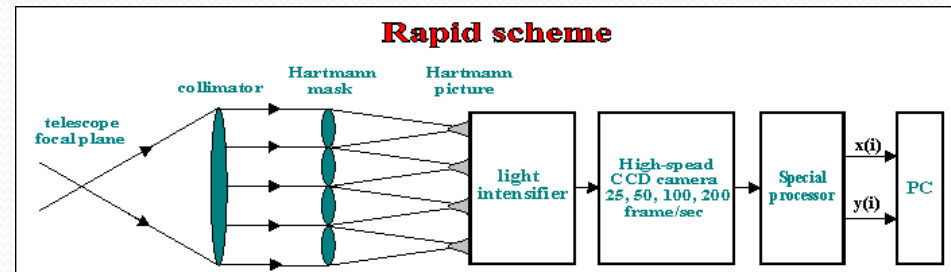 Rapid scheme
telescope
focal plane
collimator
Hartmann
mask
Hartmann
picture
light
intensifier
High-spead
CCD camera
25, 50, 100, 200
frame/sec
Special
processor
x(i)
y(i)
PC